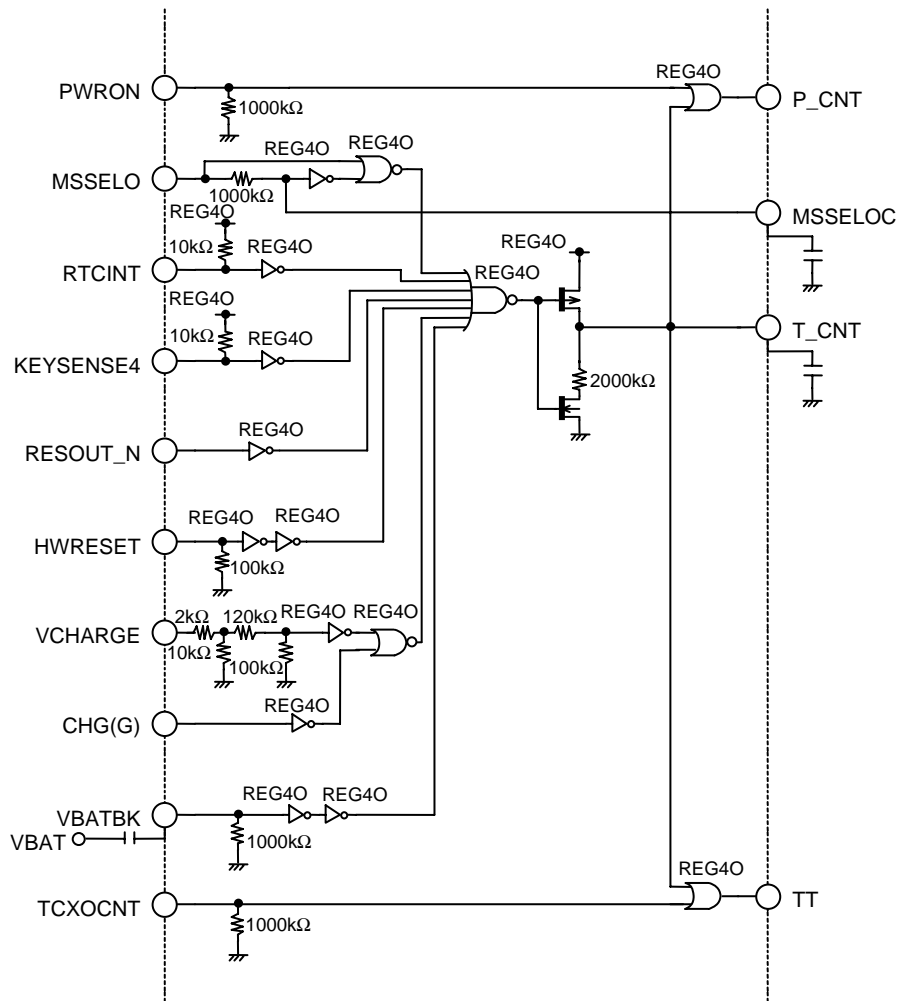 REG4O
PWRON
P_CNT
1000kΩ
REG4O
REG4O
MSSELO
1000kΩ
MSSELOC
REG4O
10kΩ
REG4O
REG4O
RTCINT
REG4O
REG4O
T_CNT
10kΩ
REG4O
KEYSENSE4
2000kΩ
REG4O
RESOUT_N
REG4O
REG4O
HWRESET
100kΩ
2kΩ
120kΩ
REG4O
REG4O
VCHARGE
10kΩ
100kΩ
REG4O
CHG(G)
REG4O
REG4O
VBATBK
VBAT
1000kΩ
REG4O
TCXOCNT
TT
1000kΩ